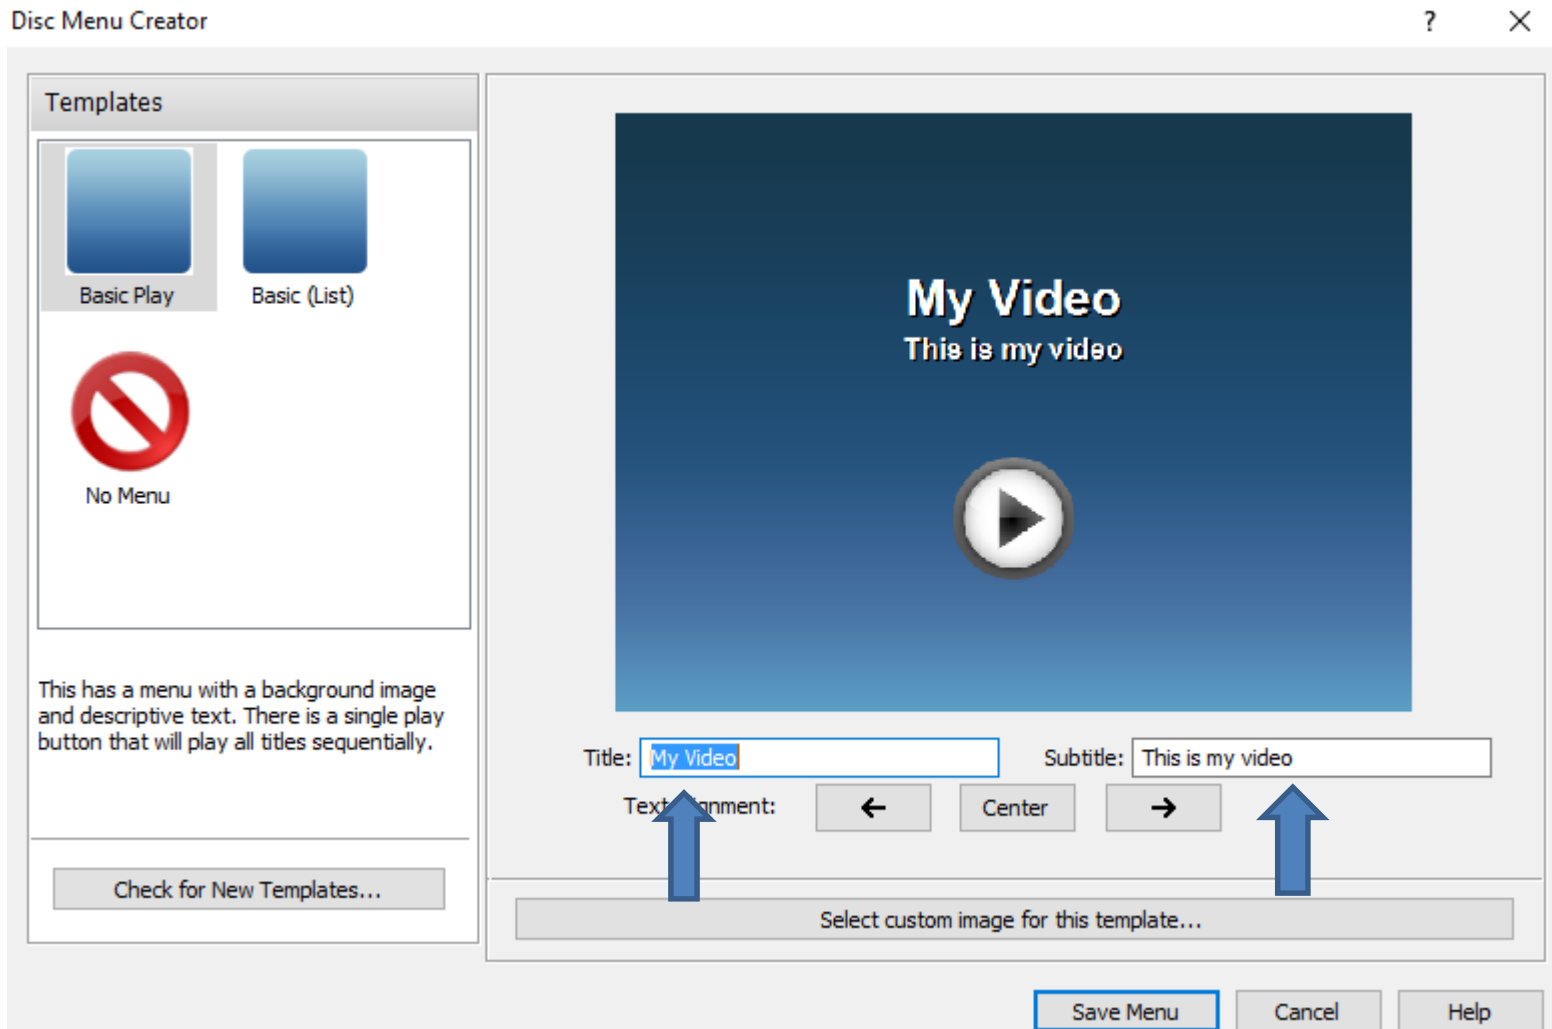 Disc Menu Creator
?
Templates
Basic Play
Basic (List)
No Menu
This has a menu with a background image
and descriptive text. There is a single play
button that will play all titles sequentially.
Check for New Templates...
My Video
This is my video
Title: My Video Subtitle: This is my video
Center
Select custom image for this template...
Save Menu Cancel Help